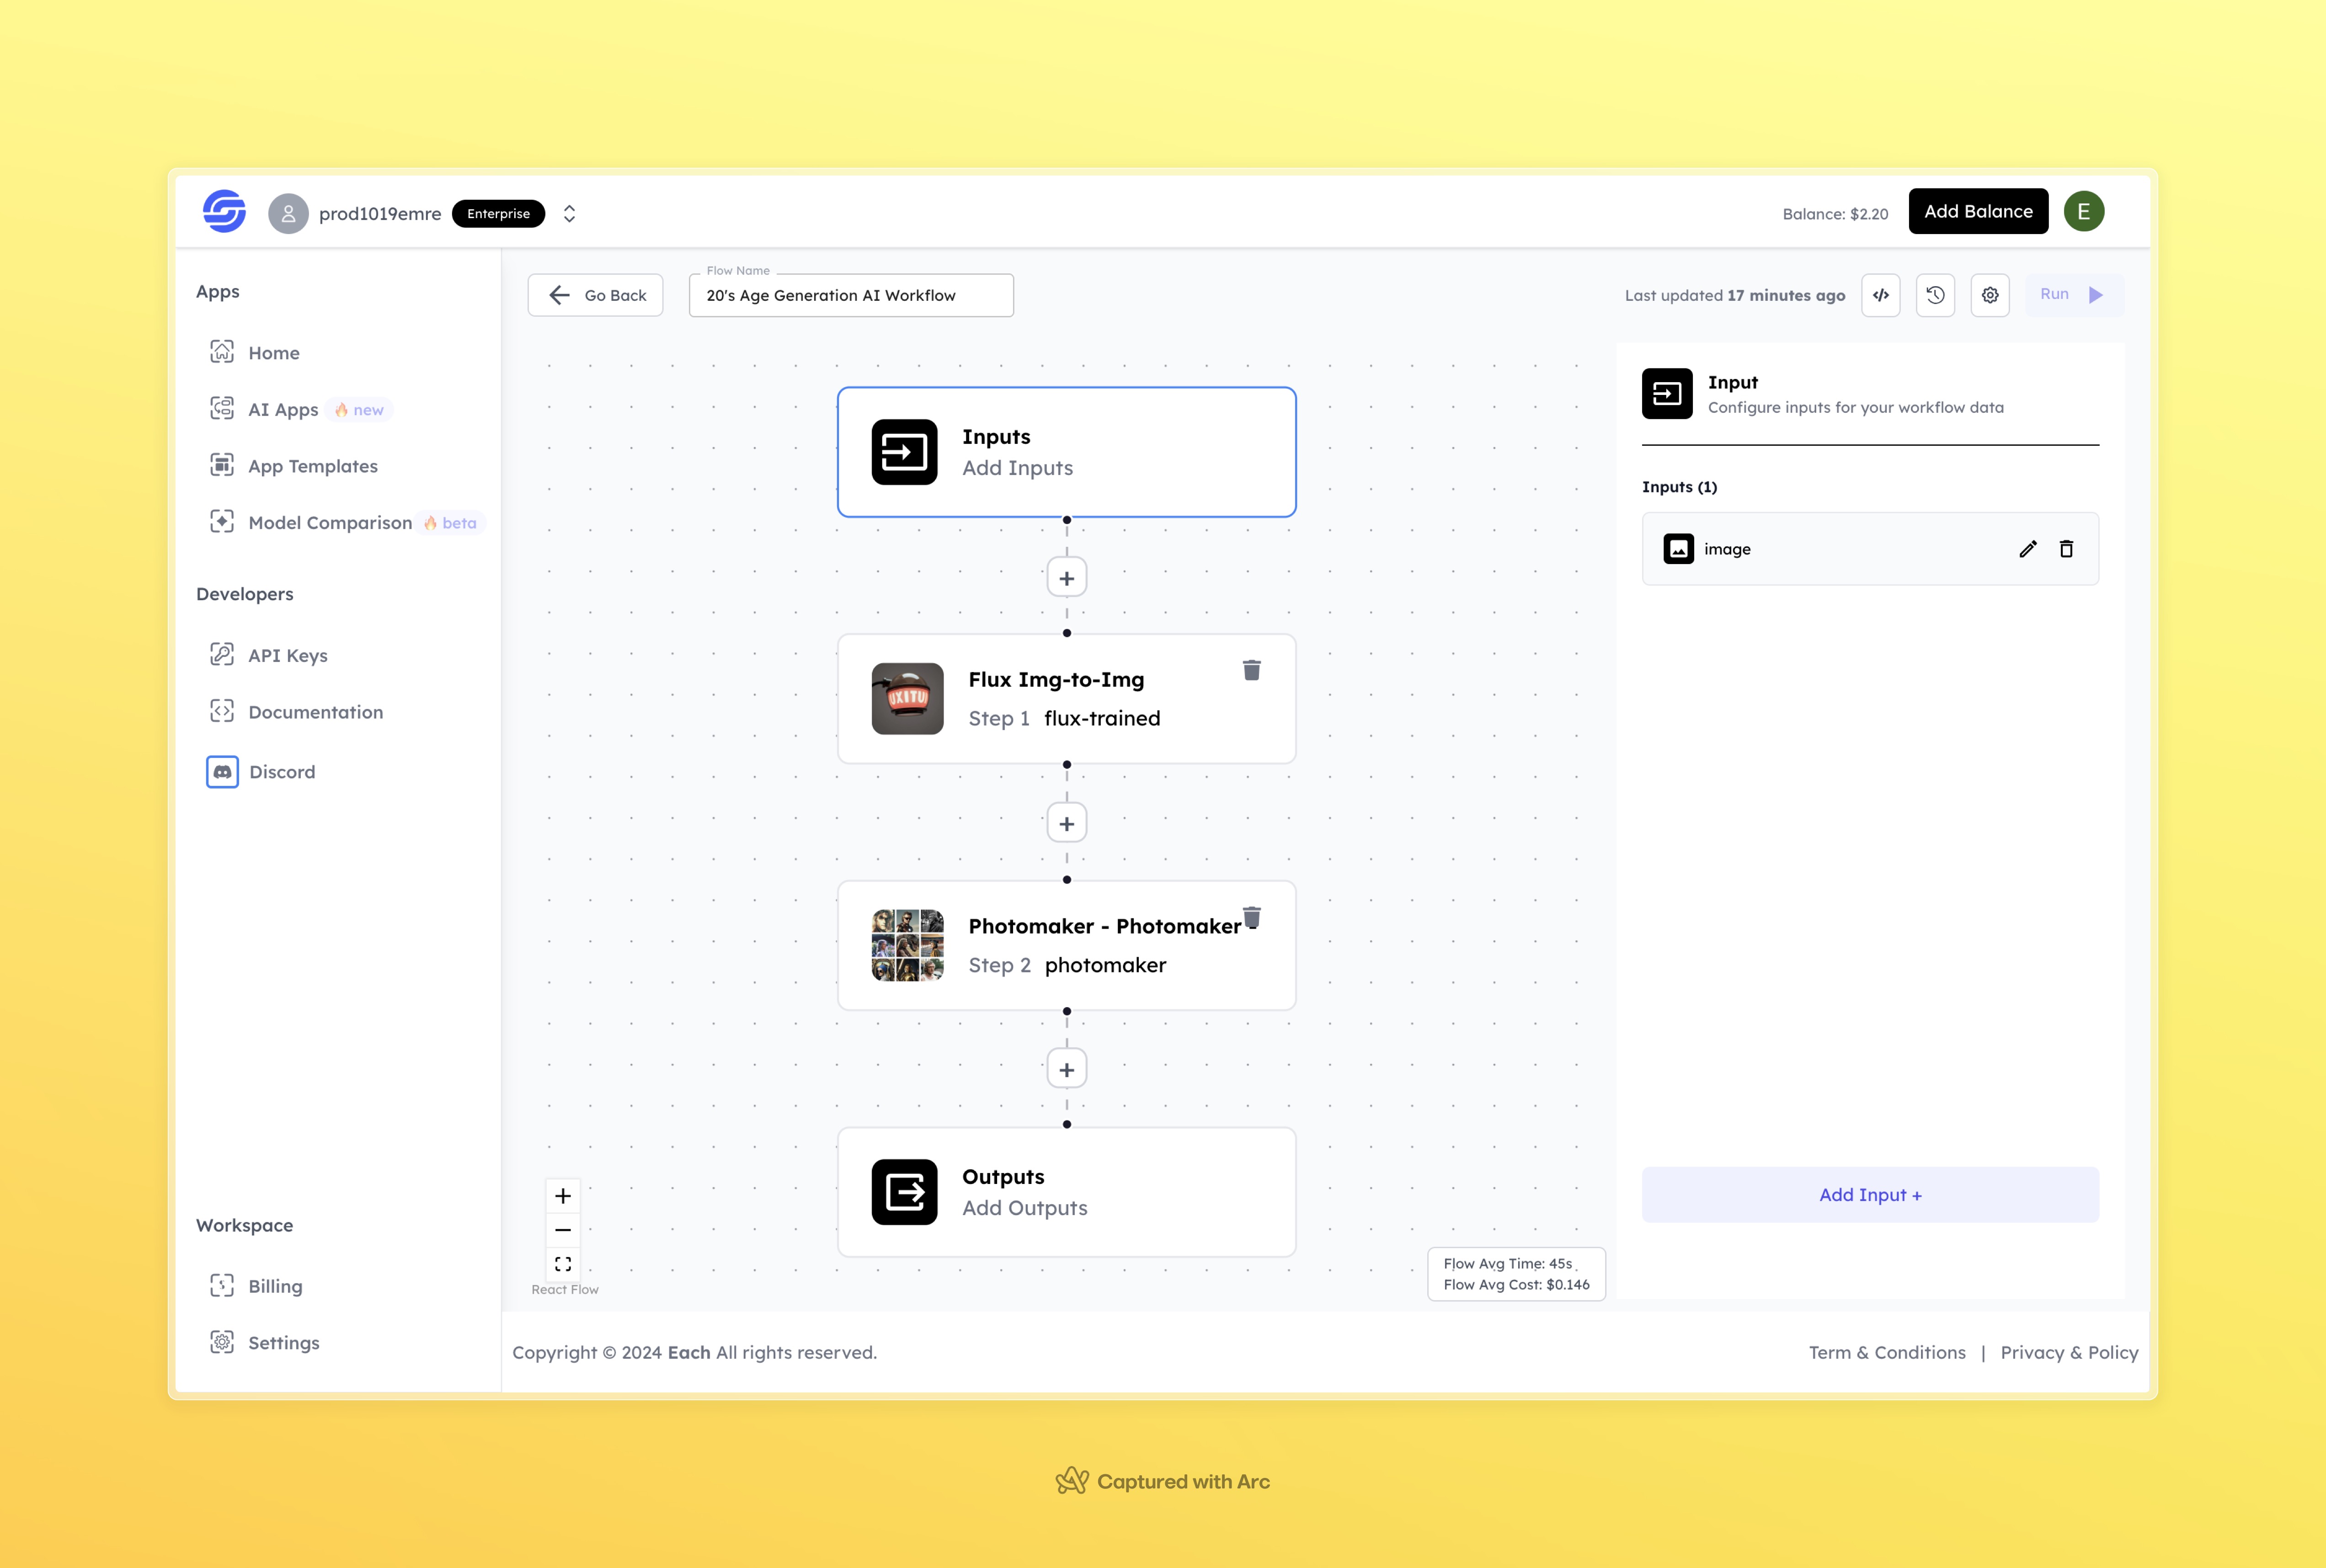 prod1019emre Enterprise
Balance: $2.20 Add Balance E
Apps
Home
AI Apps 🔥 new
App Templates
Model Comparison 🔥 beta
Developers
API Keys
Documentation
Discord
Workspace
Billing
Settings
Go Back
Flow Name
20's Age Generation AI Workflow
Last updated 17 minutes ago
Run
Inputs
Add Inputs
+
Flux Img-to-Img
UXITU
Step 1 flux-trained
+
Photomaker - Photomaker -
Step 2 photomaker
+
Outputs
Add Outputs
React Flow
Flow Avg Time: 45s
Flow Avg Cost: $0.146
Input
Configure inputs for your workflow data
Inputs (1)
image
Add Input +
Copyright © 2024 Each All rights reserved.
Term & Conditions | Privacy & Policy
Captured with Arc